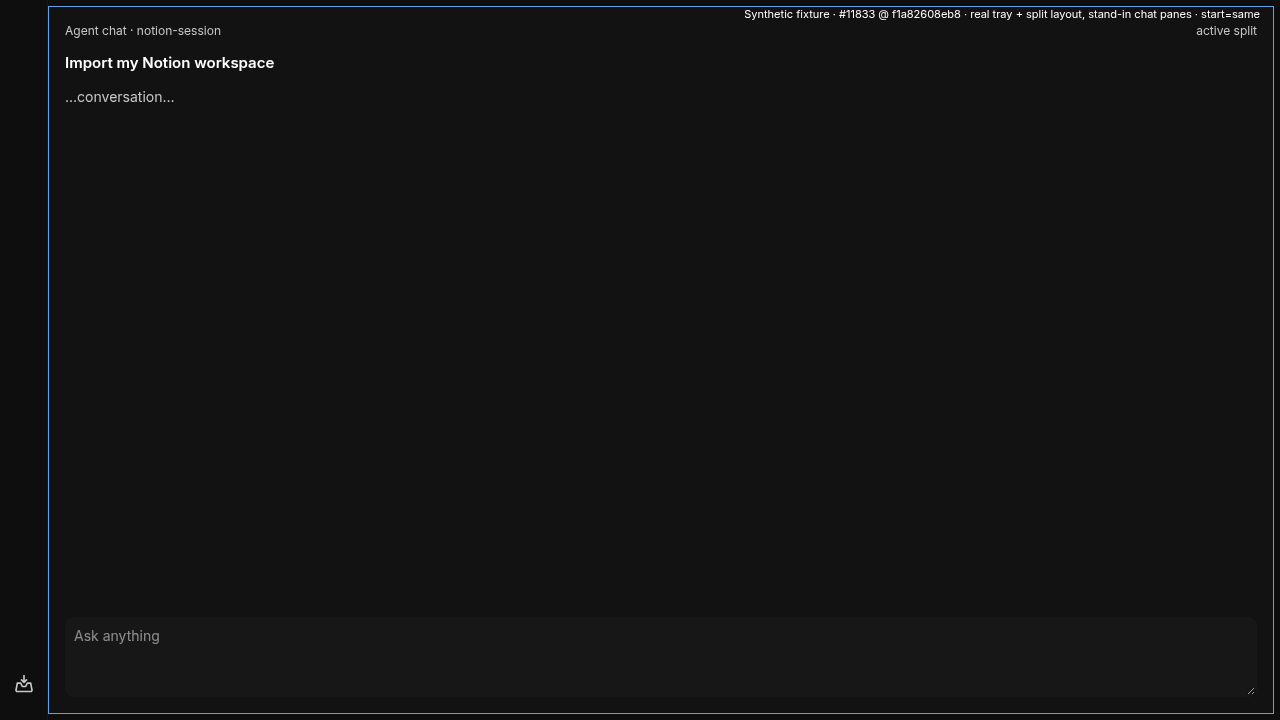 Synthetic fixture · #11833 @ f1a82608eb8 · real tray + split layout, stand-in chat panes · start=same
Agent chat · notion-session
active split
Import my Notion workspace
...conversation...
Ask anything